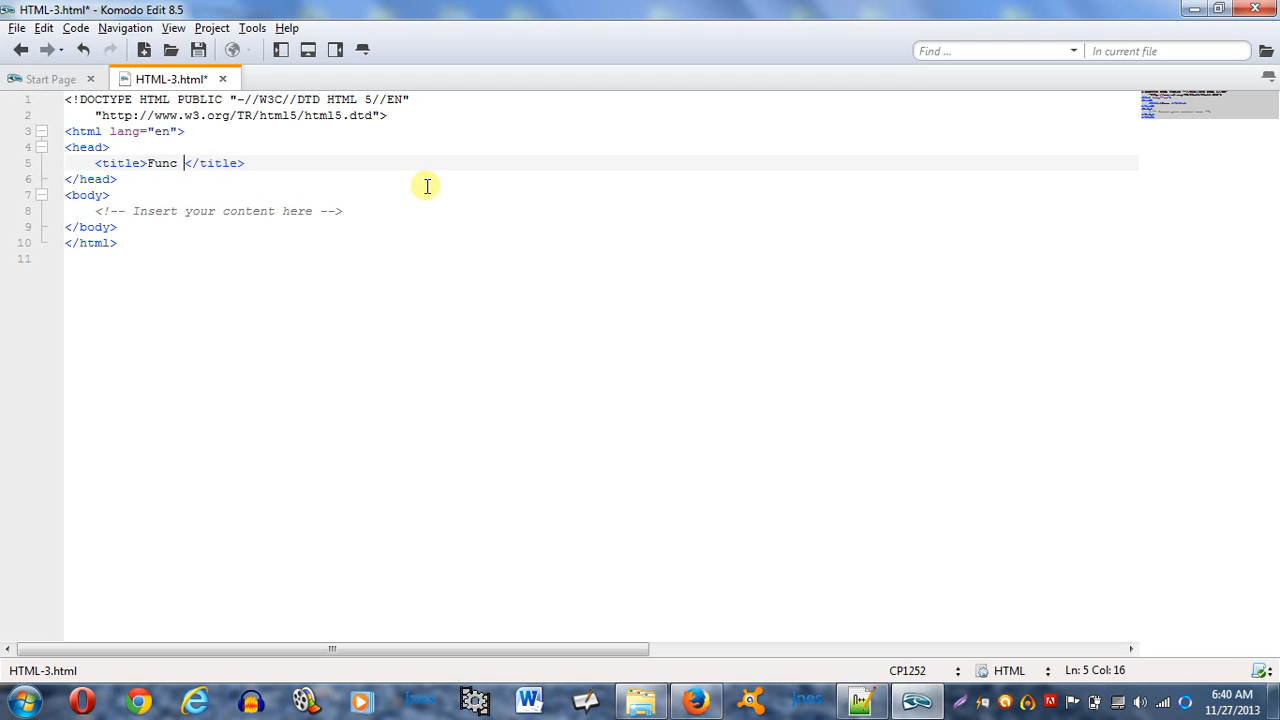 HTML-3.html* - Komodo Edit 8.5
File Edit Code Navigation View Project Tools Help
Find ... In current file
Start Page HTML-3.html*
1 <!DOCTYPE HTML PUBLIC "-//W3C//DTD HTML 5//EN"
2 "http://www.w3.org/TR/html5/html5.dtd">
3 <html lang="en">
4 <head>
5 <title>Func </title>
6 </head>
7 <body>
8 <!-- Insert your content here -->
9 </body>
10 </html>
11
HTML-3.html CP1252 HTML Ln: 5 Col: 16
6:40 AM
11/27/2013